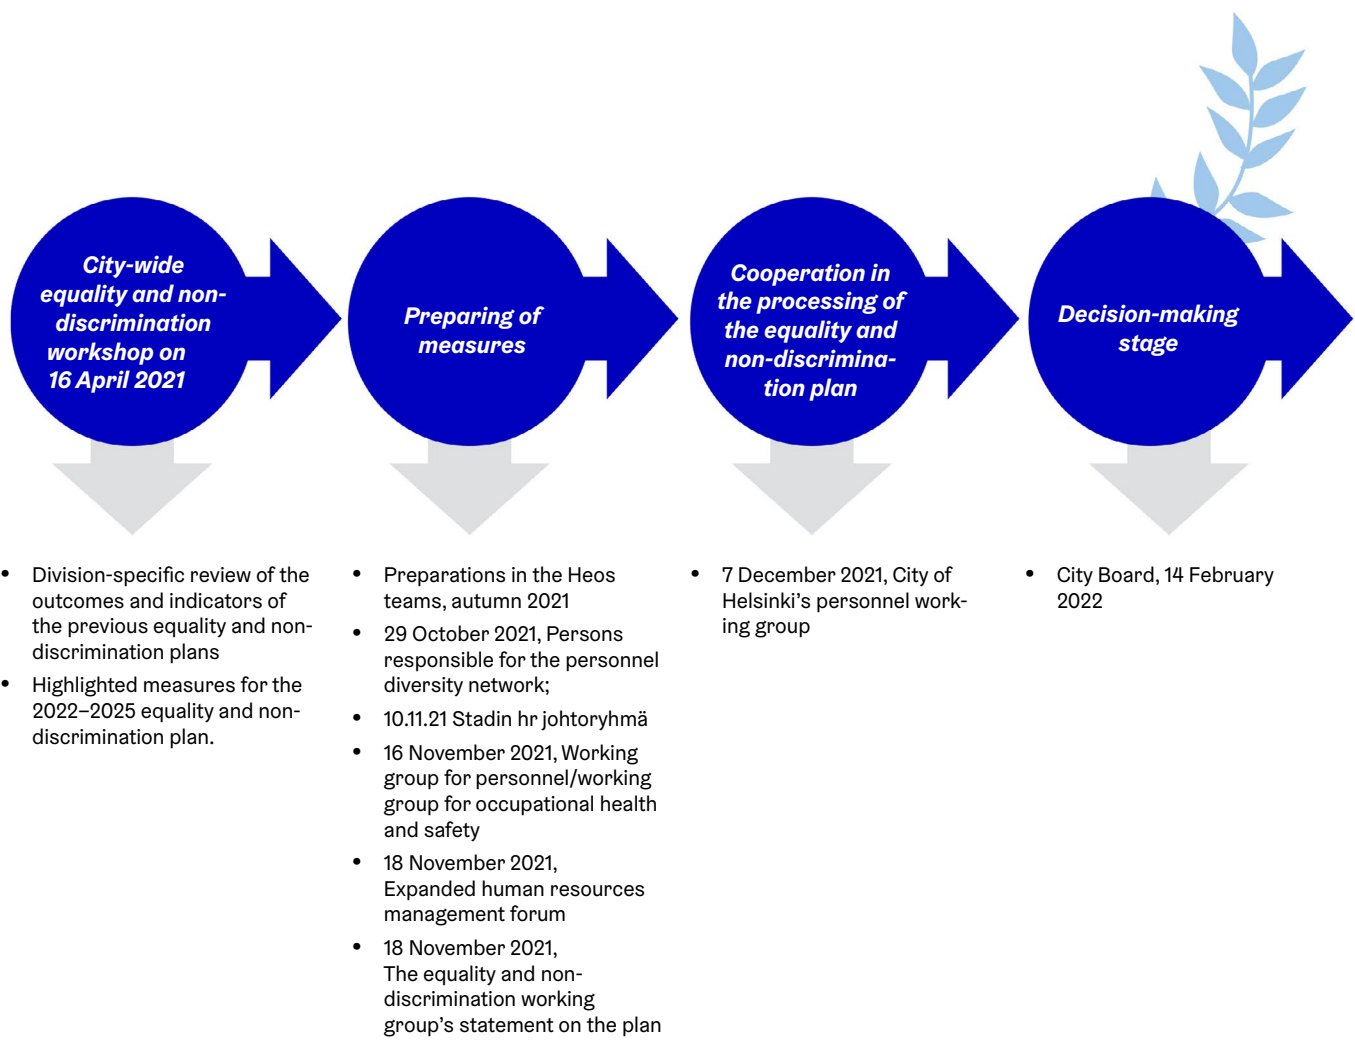 City-wide
equality and non-
discrimination
workshop on
16 April 2021
Preparing of
measures
Cooperation in
the processing of
the equality and
non-discrimina-
tion plan
Decision-making
stage
• Division-specific review of the
outcomes and indicators of
the previous equality and non-
discrimination plans
• Highlighted measures for the
2022–2025 equality and non-
discrimination plan.
• Preparations in the Heos
teams, autumn 2021
• 29 October 2021, Persons
responsible for the personnel
diversity network;
• 10.11.21 Stadin hr johtoryhmä
• 16 November 2021, Working
group for personnel/working
group for occupational health
and safety
• 18 November 2021,
Expanded human resources
management forum
• 18 November 2021,
The equality and non-
discrimination working
group's statement on the plan
• 7 December 2021, City of
Helsinki's personnel work-
ing group
• City Board, 14 February
2022